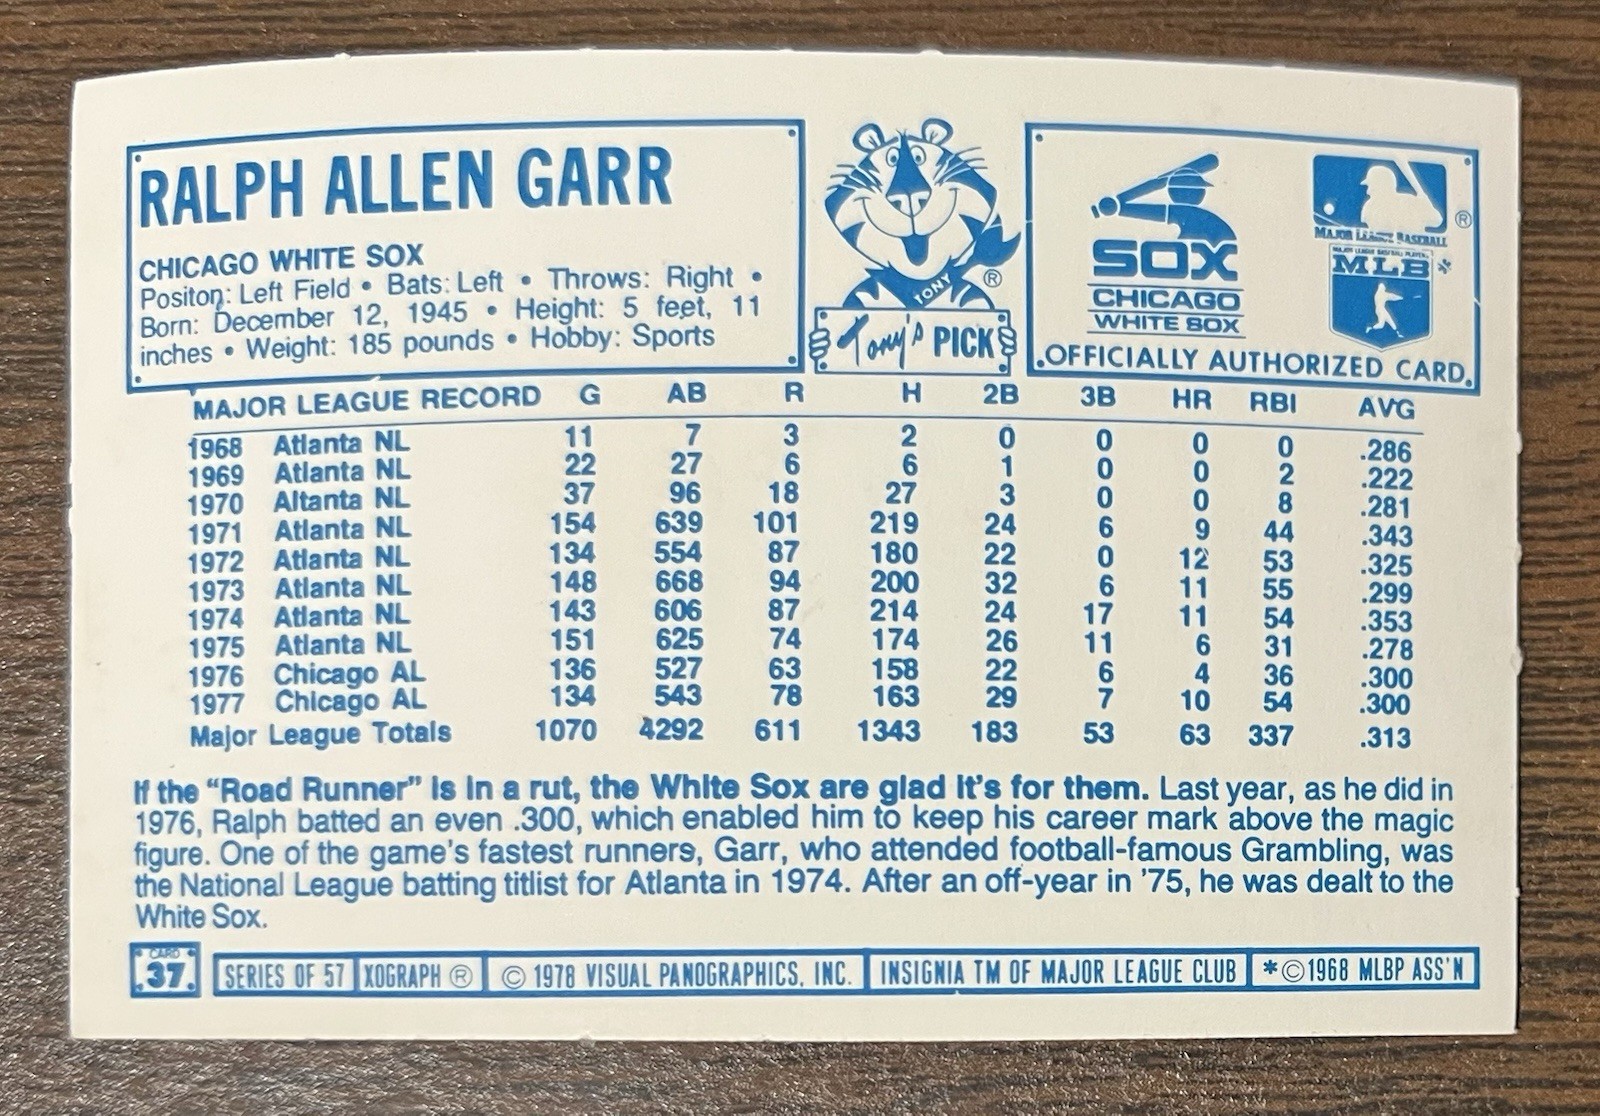 RALPH ALLEN GARR
CHICAGO WHITE SOX
Positon: Left Field • Bats: Left • Throws: Right •
Born: December 12, 1945 • Height: 5 feet, 11
inches • Weight: 185 pounds • Hobby: Sports
TONY ®
Tony's PICK
SOX
CHICAGO
WHITE SOX
®
MAJOR LEAGUE BASEBALL
MAJOR LEAGUE BASEBALL PLAYERS
MLB *
OFFICIALLY AUTHORIZED CARD
MAJOR LEAGUE RECORD G AB R H 2B 3B HR RBI AVG
1968 Atlanta NL 11 7 3 2 0 0 0 0 .286
1969 Atlanta NL 22 27 6 6 1 0 0 2 .222
1970 Altanta NL 37 96 18 27 3 0 0 8 .281
1971 Atlanta NL 154 639 101 219 24 6 9 44 .343
1972 Atlanta NL 134 554 87 180 22 0 12 53 .325
1973 Atlanta NL 148 668 94 200 32 6 11 55 .299
1974 Atlanta NL 143 606 87 214 24 17 11 54 .353
1975 Atlanta NL 151 625 74 174 26 11 6 31 .278
1976 Chicago AL 136 527 63 158 22 6 4 36 .300
1977 Chicago AL 134 543 78 163 29 7 10 54 .300
Major League Totals 1070 4292 611 1343 183 53 63 337 .313
If the “Road Runner” is in a rut, the White Sox are glad it's for them. Last year, as he did in
1976, Ralph batted an even .300, which enabled him to keep his career mark above the magic
figure. One of the game's fastest runners, Garr, who attended football-famous Grambling, was
the National League batting titlist for Atlanta in 1974. After an off-year in '75, he was dealt to the
White Sox.
CARD
37
SERIES OF 57 XOGRAPH ® © 1978 VISUAL PANOGRAPHICS, INC. INSIGNIA TM OF MAJOR LEAGUE CLUB *©1968 MLBP ASS'N